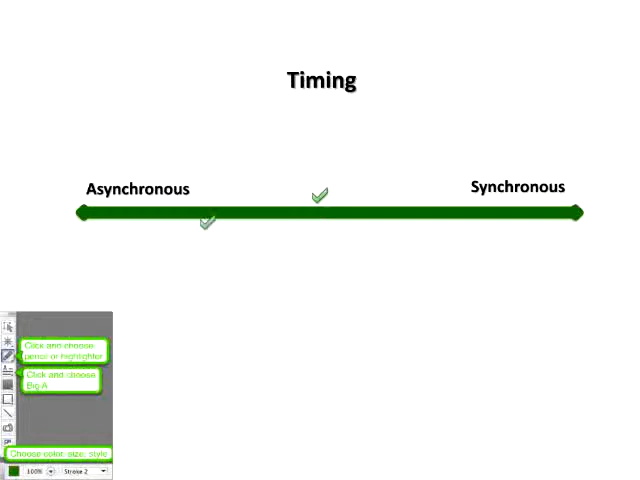 Timing
Asynchronous
Synchronous
Click and choose
pencil or highlighter
Click and choose
Big A
Choose color, size, style
100%
Stroke 2